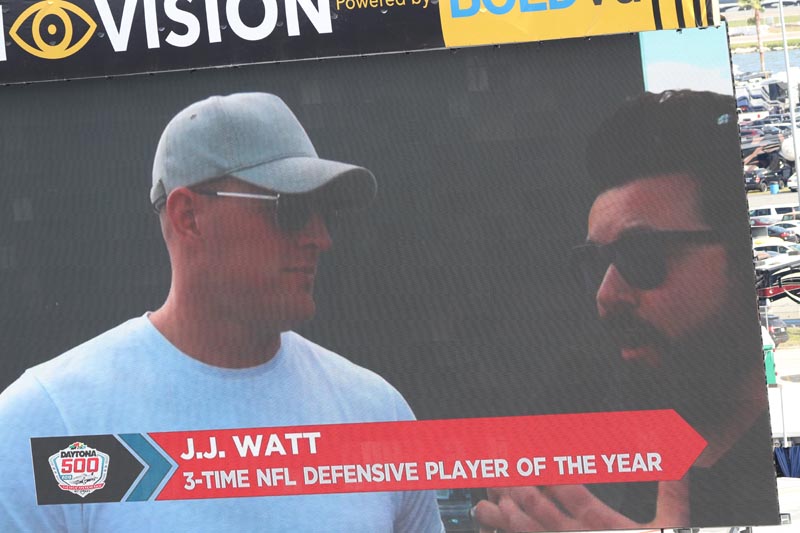 VISION
Powered by
J.J. WATT
3-TIME NFL DEFENSIVE PLAYER OF THE YEAR
DAYTONA
500